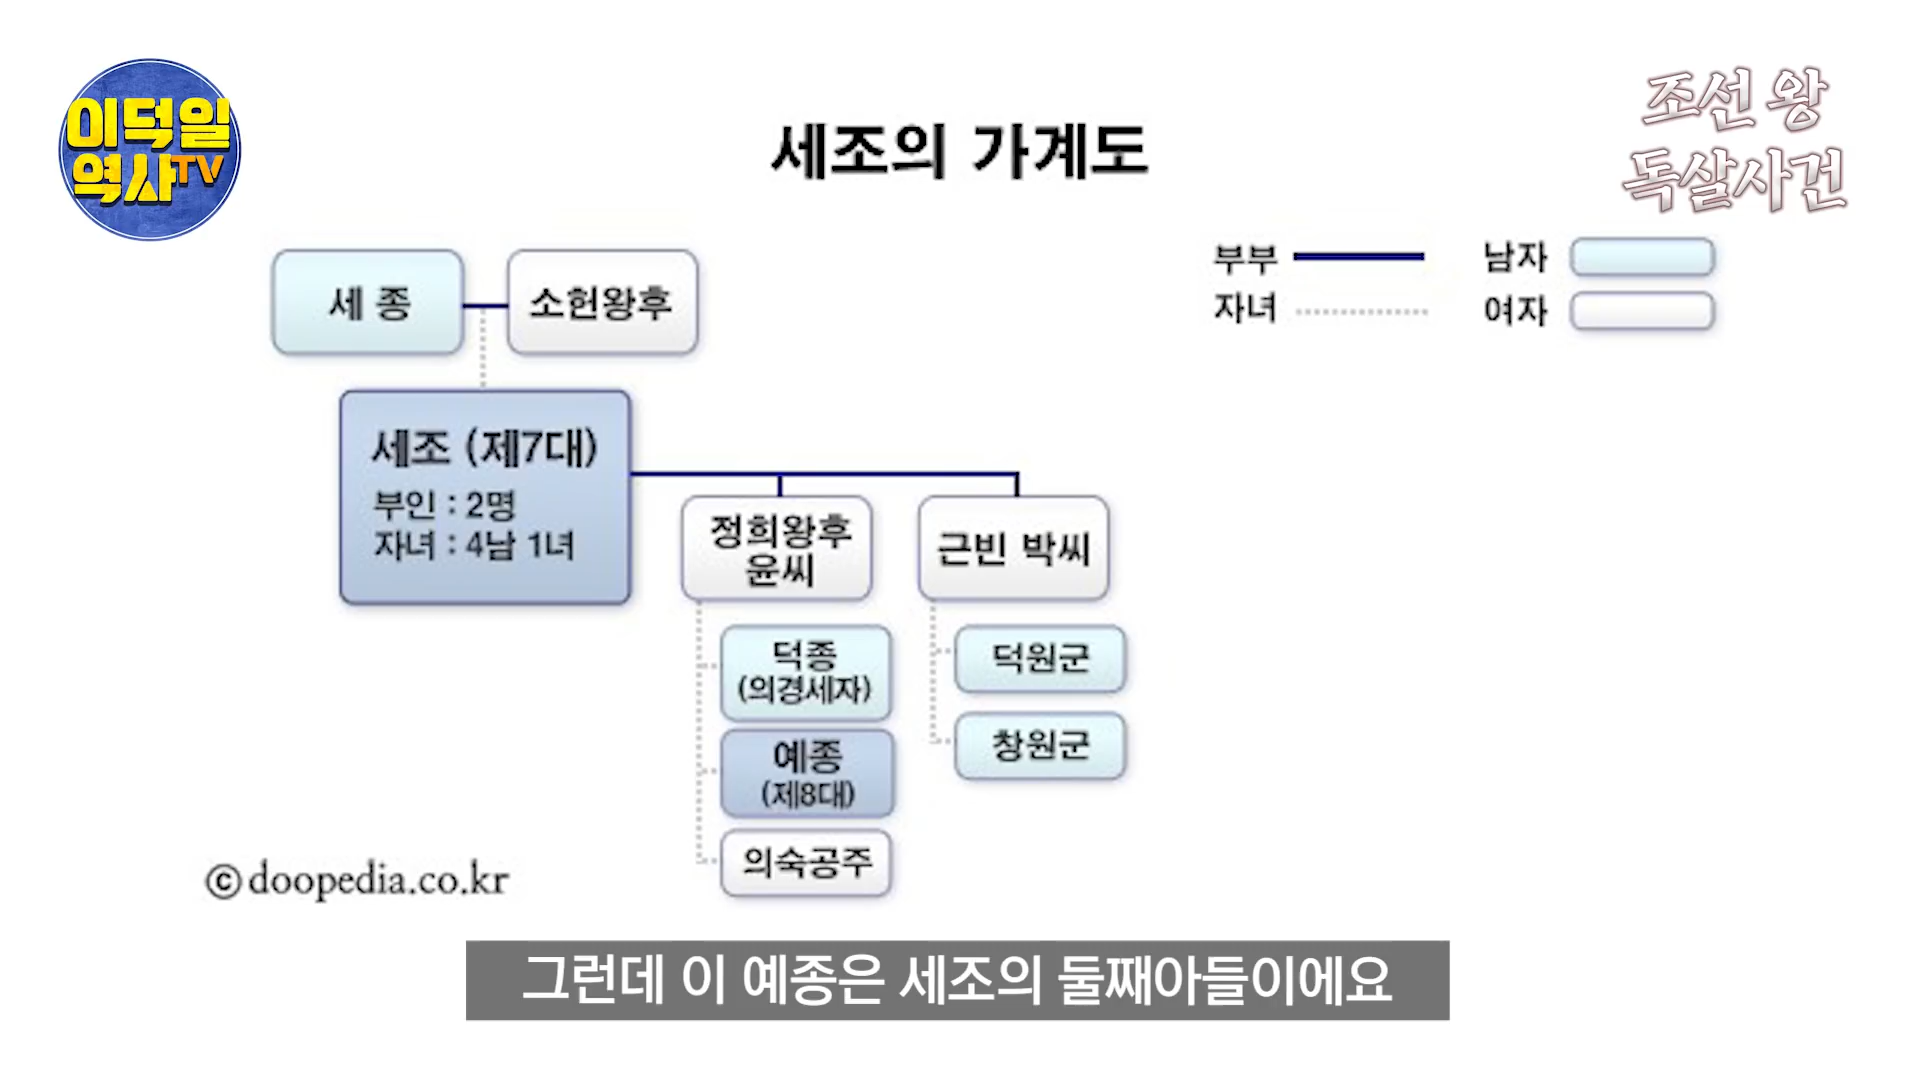 이덕일
역사TV
조선 왕
독살사건
세조의 가계도
부부
남자
자녀
여자
세 종
소헌왕후
세조 (제7대)
부인 : 2명
자녀 : 4남 1녀
정희왕후
윤씨
근빈 박씨
덕종
(의경세자)
덕원군
예종
(제8대)
창원군
의숙공주
©doopedia.co.kr
그런데 이 예종은 세조의 둘째아들이에요